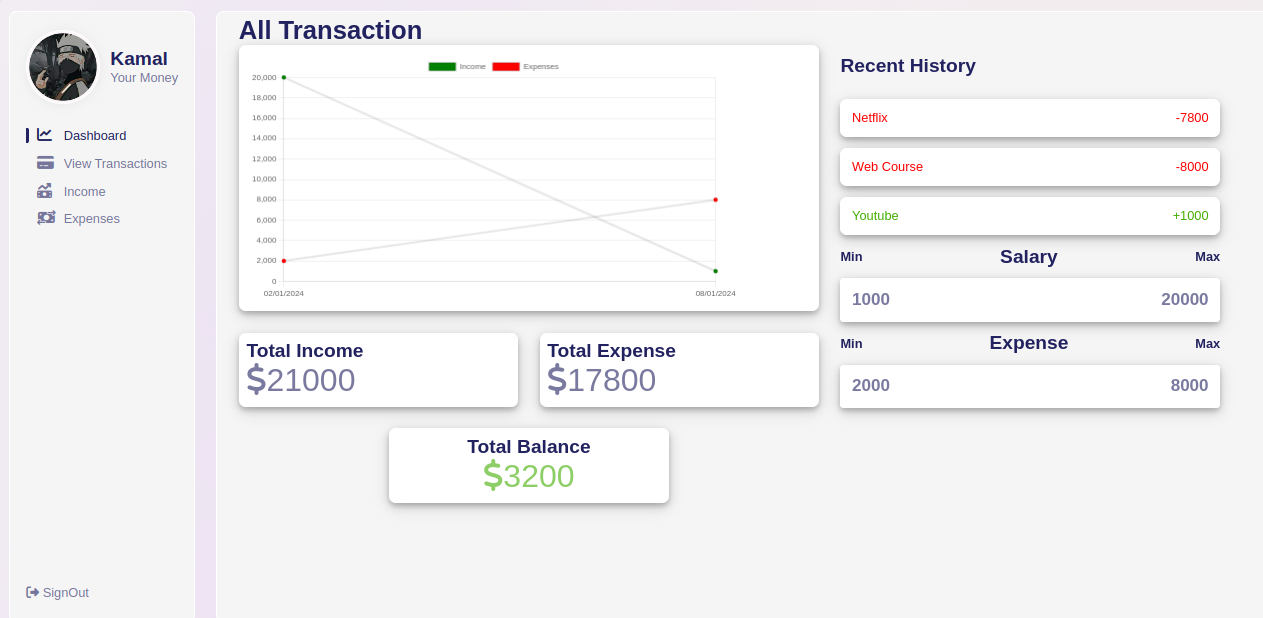 Kamal
Your Money
Dashboard
View Transactions
Income
Expenses
SignOut
All Transaction
Income Expenses
20,000
18,000
16,000
14,000
12,000
10,000
8,000
6,000
4,000
2,000
0
02/01/2024 08/01/2024
Total Income
$21000
Total Expense
$17800
Total Balance
$3200
Recent History
Netflix -7800
Web Course -8000
Youtube +1000
Min Salary Max
1000 20000
Min Expense Max
2000 8000